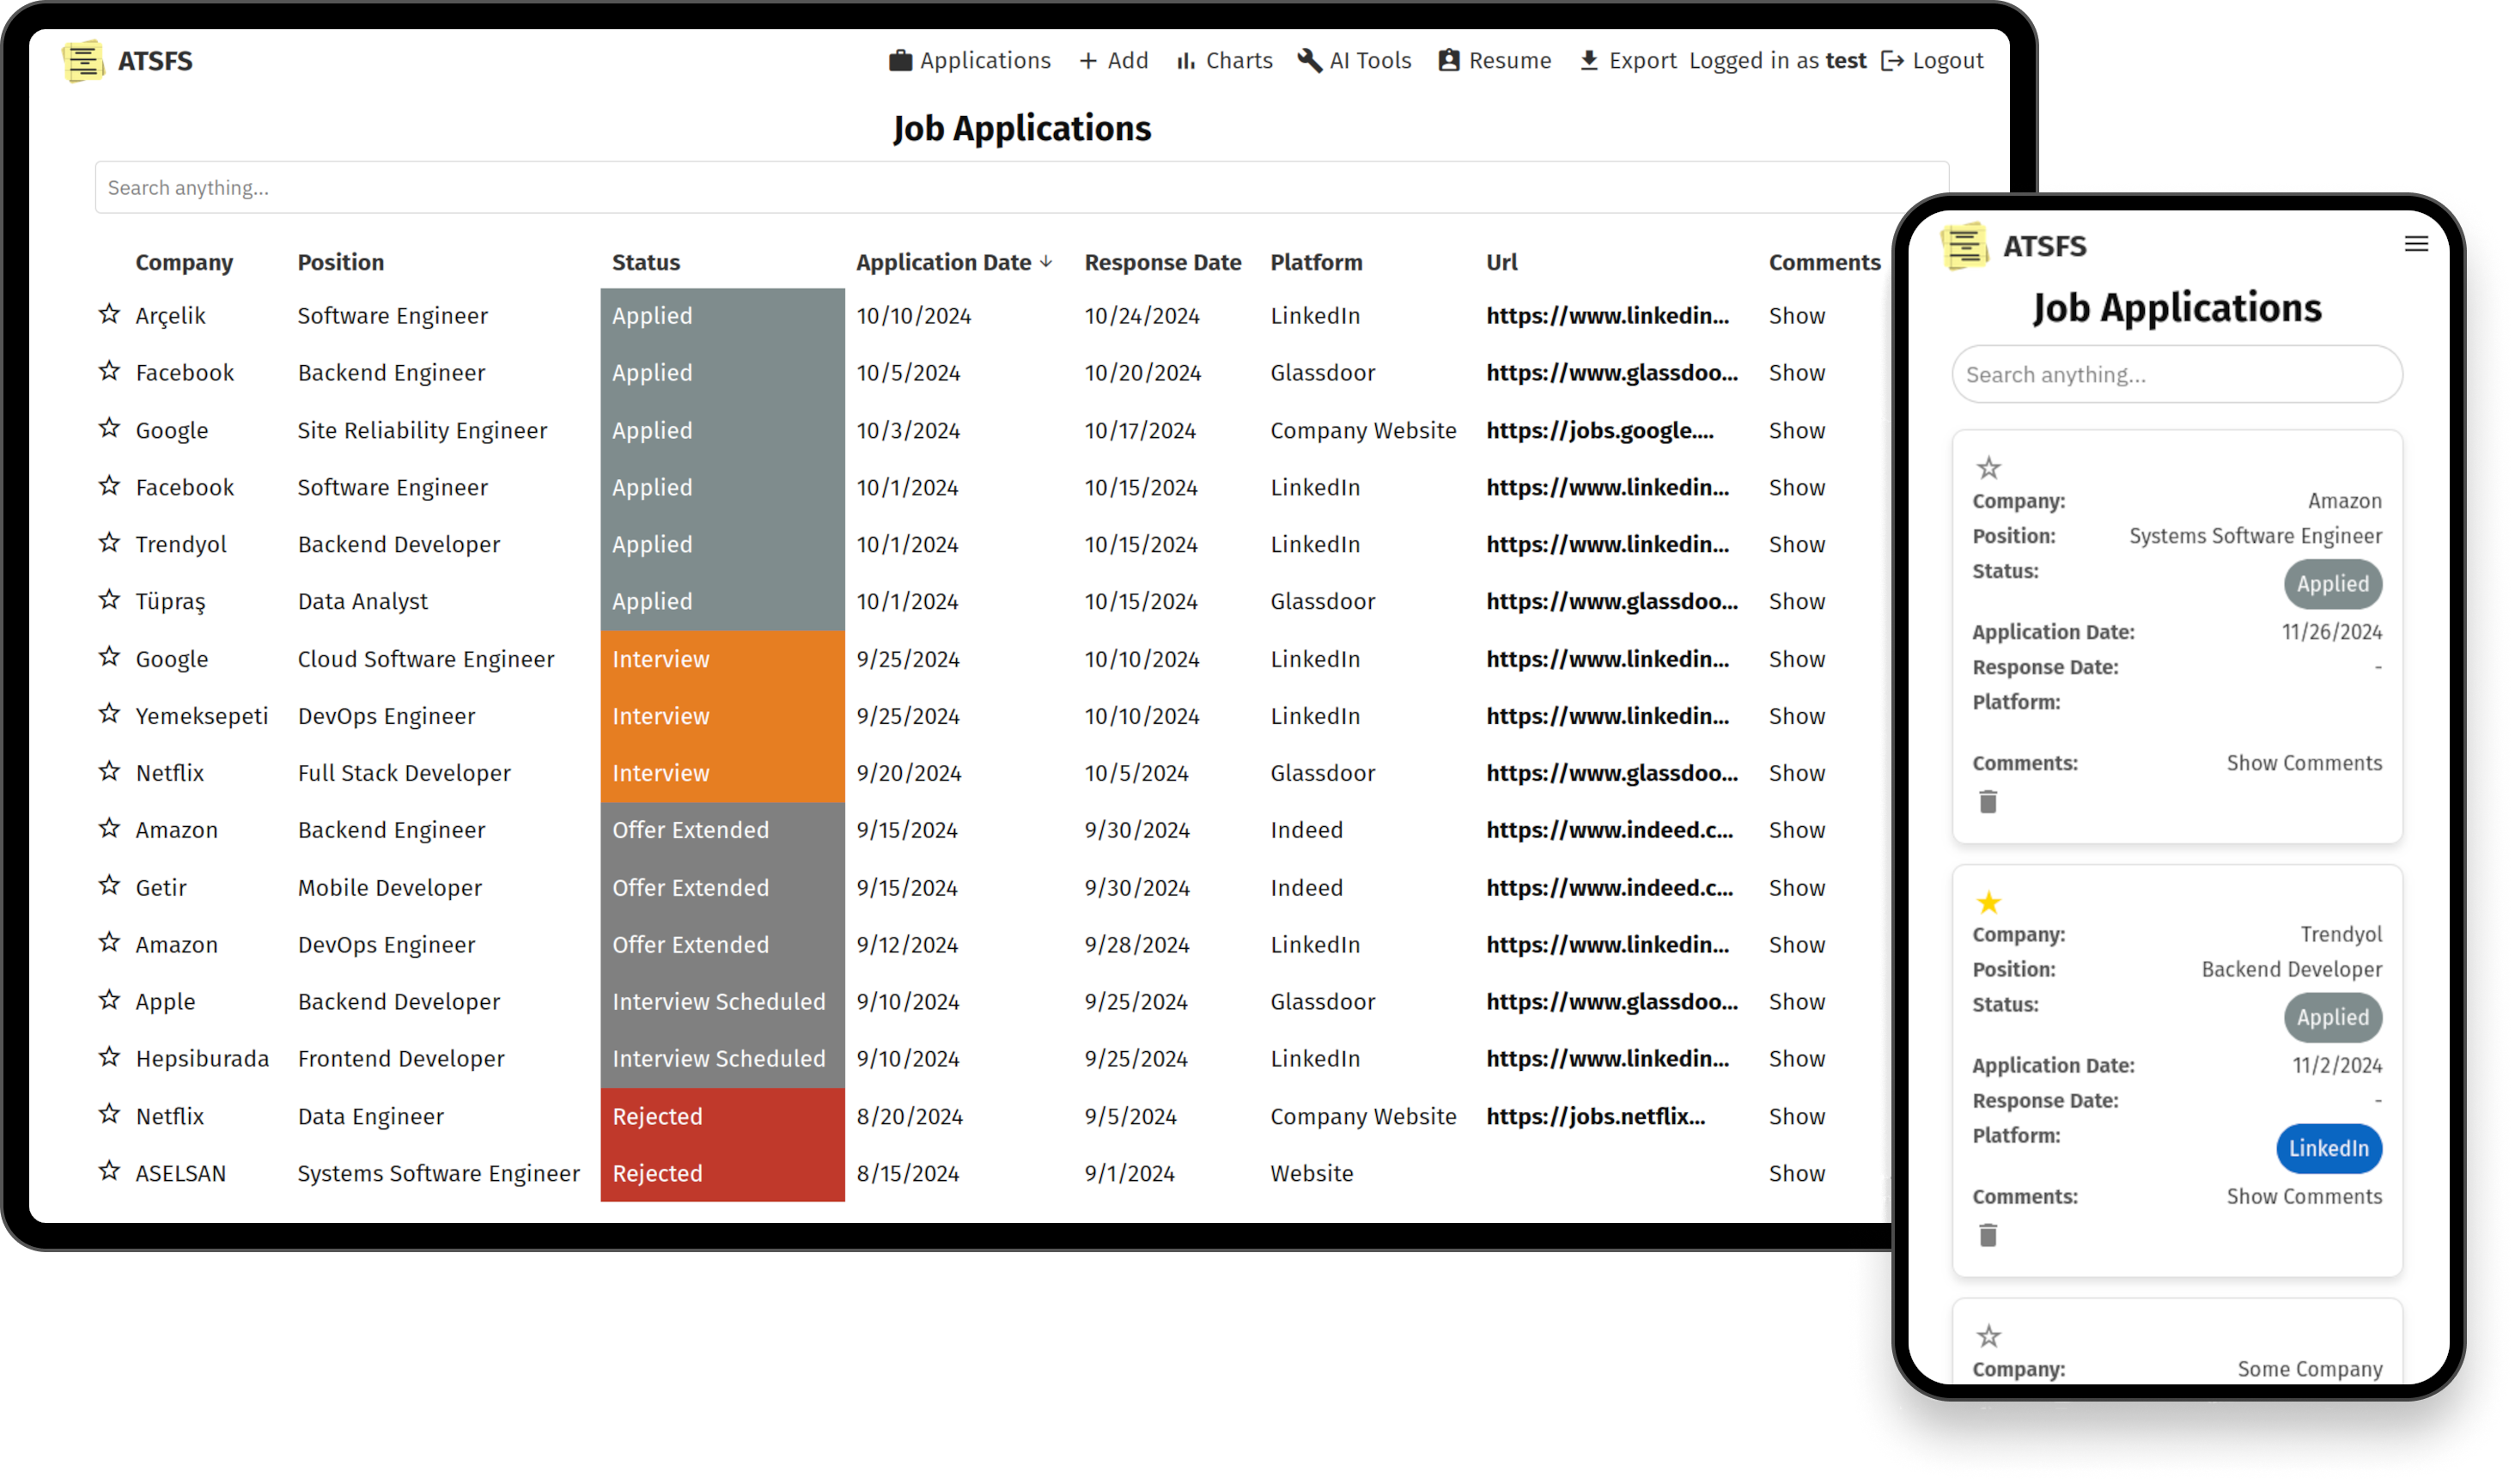 ATSFS Applications Add Charts AI Tools Resume Export Logged in as test Logout
Job Applications
Search anything...
Company Position Status Application Date ↓ Response Date Platform Url Comments
Arçelik Software Engineer Applied 10/10/2024 10/24/2024 LinkedIn https://www.linkedin... Show
Facebook Backend Engineer Applied 10/5/2024 10/20/2024 Glassdoor https://www.glassdoo... Show
Google Site Reliability Engineer Applied 10/3/2024 10/17/2024 Company Website https://jobs.google.... Show
Facebook Software Engineer Applied 10/1/2024 10/15/2024 LinkedIn https://www.linkedin... Show
Trendyol Backend Developer Applied 10/1/2024 10/15/2024 LinkedIn https://www.linkedin... Show
Tüpraş Data Analyst Applied 10/1/2024 10/15/2024 Glassdoor https://www.glassdoo... Show
Google Cloud Software Engineer Interview 9/25/2024 10/10/2024 LinkedIn https://www.linkedin... Show
Yemeksepeti DevOps Engineer Interview 9/25/2024 10/10/2024 LinkedIn https://www.linkedin... Show
Netflix Full Stack Developer Interview 9/20/2024 10/5/2024 Glassdoor https://www.glassdoo... Show
Amazon Backend Engineer Offer Extended 9/15/2024 9/30/2024 Indeed https://www.indeed.c... Show
Getir Mobile Developer Offer Extended 9/15/2024 9/30/2024 Indeed https://www.indeed.c... Show
Amazon DevOps Engineer Offer Extended 9/12/2024 9/28/2024 LinkedIn https://www.linkedin... Show
Apple Backend Developer Interview Scheduled 9/10/2024 9/25/2024 Glassdoor https://www.glassdoo... Show
Hepsiburada Frontend Developer Interview Scheduled 9/10/2024 9/25/2024 LinkedIn https://www.linkedin... Show
Netflix Data Engineer Rejected 8/20/2024 9/5/2024 Company Website https://jobs.netflix... Show
ASELSAN Systems Software Engineer Rejected 8/15/2024 9/1/2024 Website Show
ATSFS
Job Applications
Search anything...
Company: Amazon
Position: Systems Software Engineer
Status: Applied
Application Date: 11/26/2024
Response Date: -
Platform:
Comments: Show Comments
Company: Trendyol
Position: Backend Developer
Status: Applied
Application Date: 11/2/2024
Response Date: -
Platform: LinkedIn
Comments: Show Comments
Company: Some Company